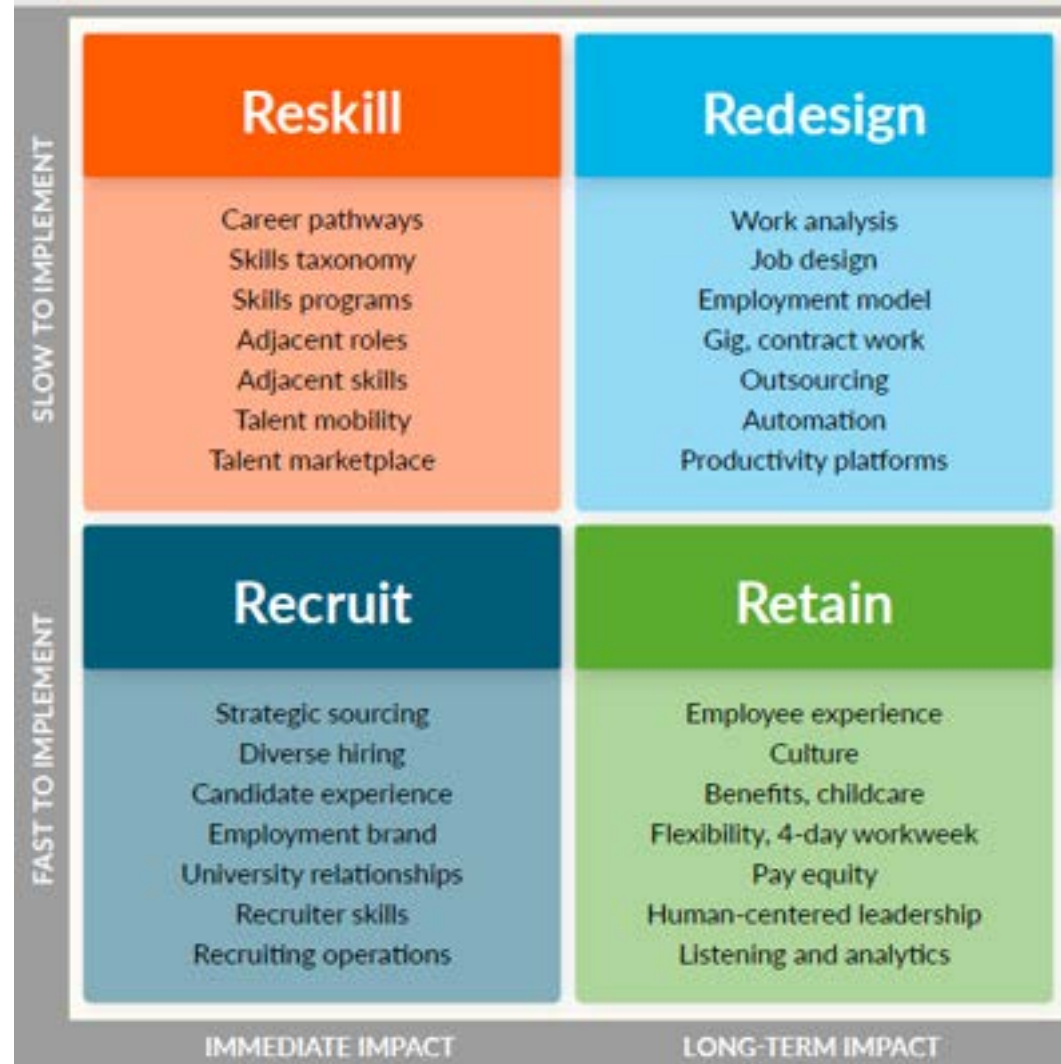 SLOW TO IMPLEMENT
Reskill
Career pathways
Skills taxonomy
Skills programs
Adjacent roles
Adjacent skills
Talent mobility
Talent marketplace
Redesign
Work analysis
Job design
Employment model
Gig, contract work
Outsourcing
Automation
Productivity platforms
FAST TO IMPLEMENT
Recruit
Strategic sourcing
Diverse hiring
Candidate experience
Employment brand
University relationships
Recruiter skills
Recruiting operations
Retain
Employee experience
Culture
Benefits, childcare
Flexibility, 4-day workweek
Pay equity
Human-centered leadership
Listening and analytics
IMMEDIATE IMPACT
LONG-TERM IMPACT